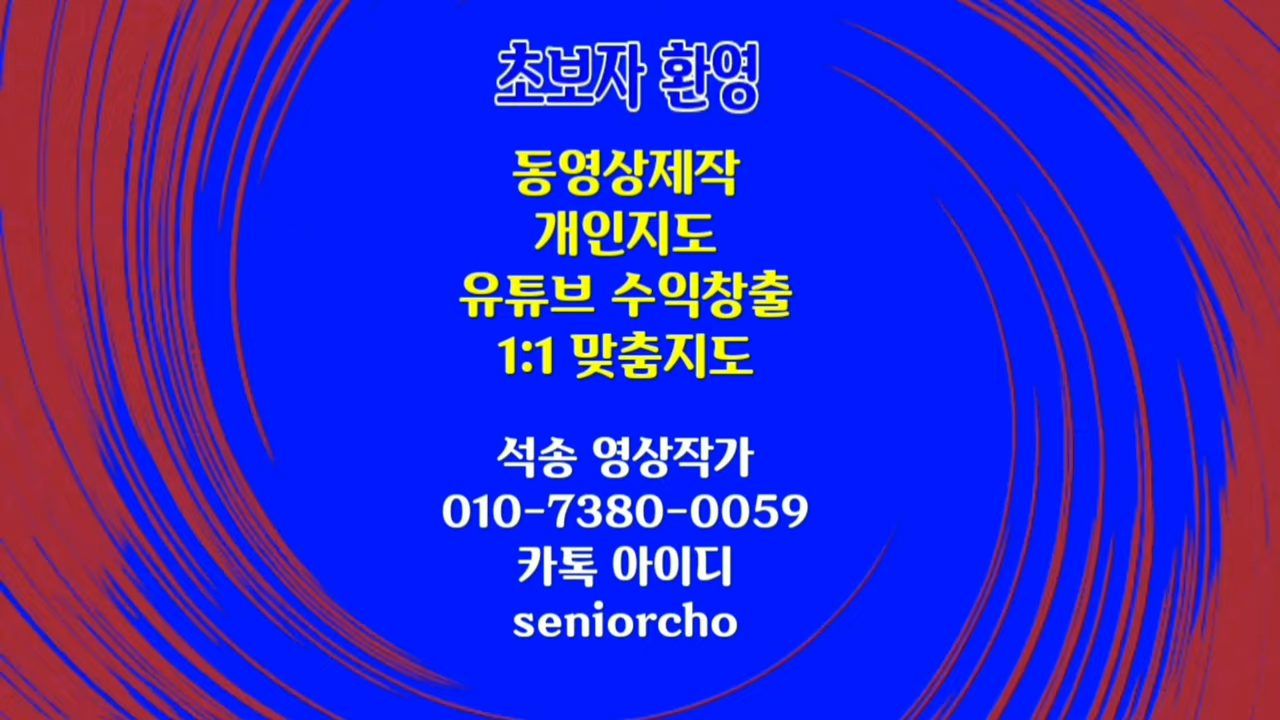 초보자 환영
동영상제작
개인지도
유튜브 수익창출
1:1 맞춤지도
석송 영상작가
010-7380-0059
카톡 아이디
seniorcho